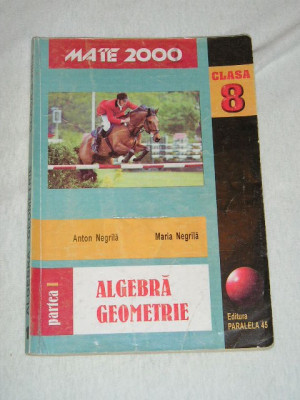 MATE 2000
CLASA
8
Anton Negrilă
Maria Negrilă
partea I
ALGEBRĂ
GEOMETRIE
Editura
PARALELA 45